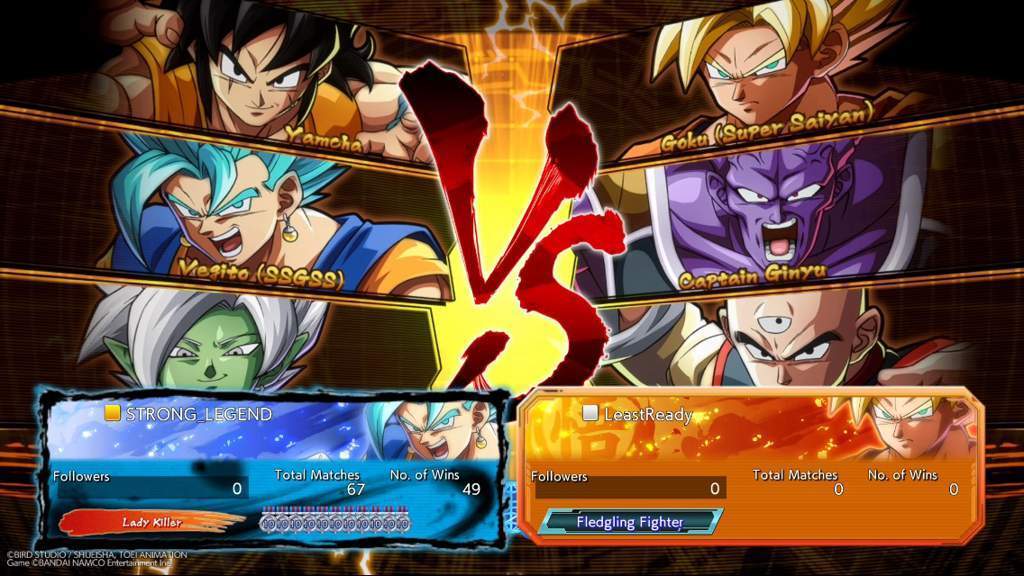 Yamcha
Goku (Super Saiyan)
Vegito (SSGSS)
Captain Ginyu
VS
STRONG_LEGEND
Followers
Total Matches
No. of Wins
0
67
49
Lady Killer
LeastReady
Followers
Total Matches
No. of Wins
0
0
0
Fledgling Fighter
©BIRD STUDIO / SHUEISHA, TOEI ANIMATION
Game ©BANDAI NAMCO Entertainment Inc.